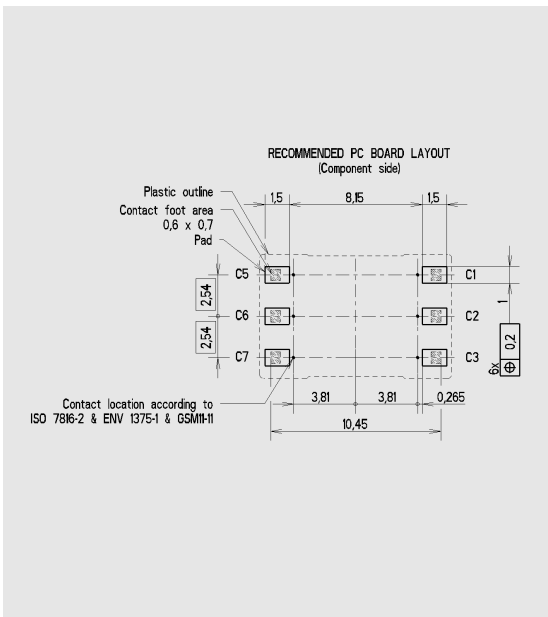 RECOMMENDED PC BOARD LAYOUT
(Component side)
Plastic outline
1,5
8,15
1,5
Contact foot area
0,6 x 0,7
Pad
C5
C1
2,54
1
C6
C2
2,54
0,2
6x
C7
C3
Contact location according to
ISO 7816-2 & ENV 1375-1 & GSM11-11
3,81
3,81
0,265
10,45